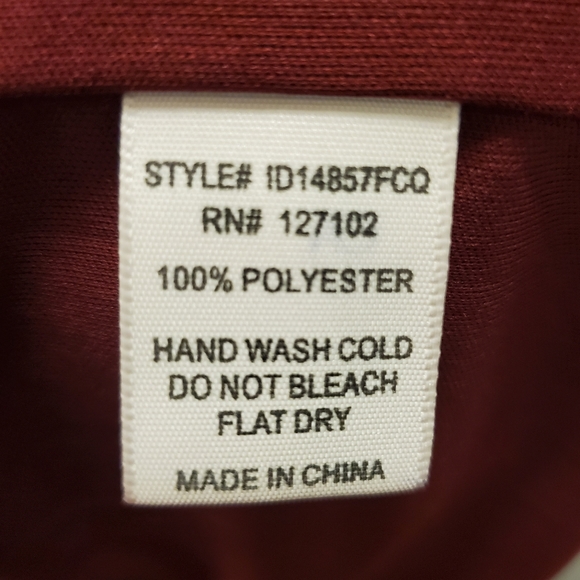 STYLE# ID14857FCQ
RN# 127102
100% POLYESTER
HAND WASH COLD
DO NOT BLEACH
FLAT DRY
MADE IN CHINA